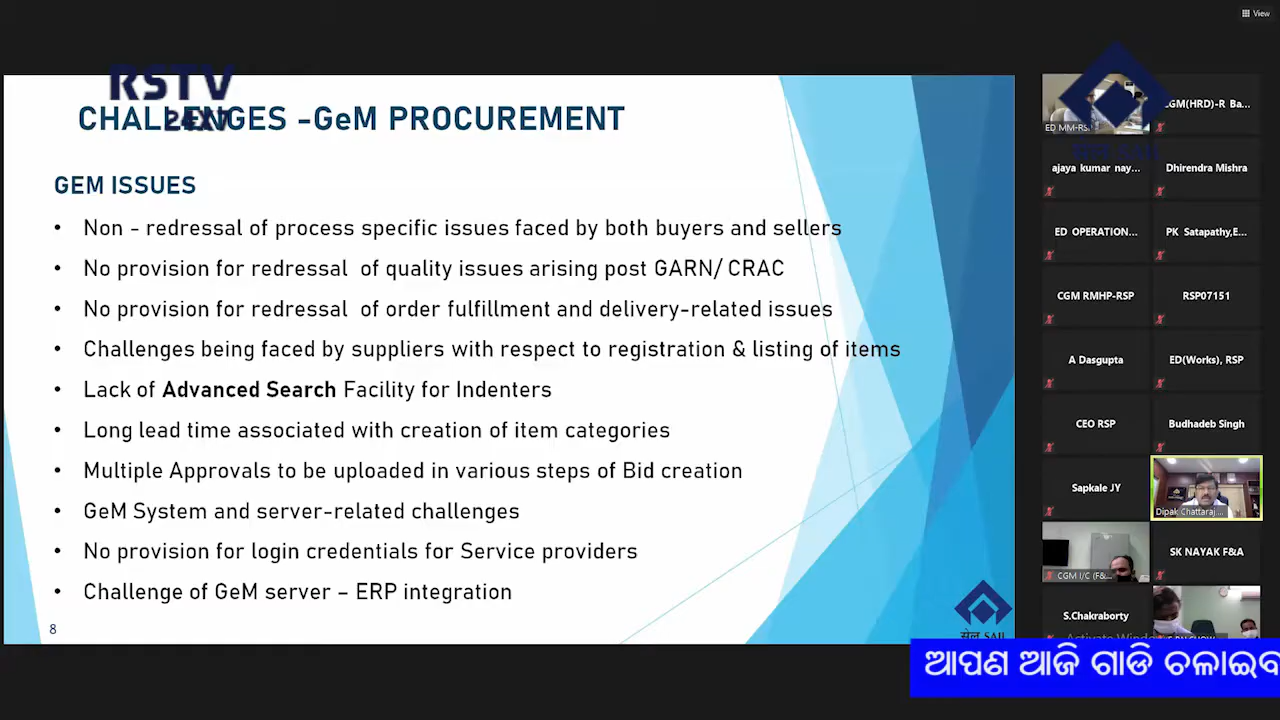 View
RSTV
24X7
CHALLENGES -GeM PROCUREMENT
GEM ISSUES
• Non - redressal of process specific issues faced by both buyers and sellers
• No provision for redressal of quality issues arising post GARN/ CRAC
• No provision for redressal of order fulfillment and delivery-related issues
• Challenges being faced by suppliers with respect to registration & listing of items
• Lack of Advanced Search Facility for Indenters
• Long lead time associated with creation of item categories
• Multiple Approvals to be uploaded in various steps of Bid creation
• GeM System and server-related challenges
• No provision for login credentials for Service providers
• Challenge of GeM server – ERP integration
8
सेल SAIL
ED MM-RSP
CGM(HRD)-R Ba...
सेल SAIL
ajaya kumar nay...
Dhirendra Mishra
ED OPERATION...
PK Satapathy,E...
CGM RMHP-RSP
RSP07151
A Dasgupta
ED(Works), RSP
CEO RSP
Budhadeb Singh
Sapkale JY
Dipak Chattaraj...
CGM I/C (F&...
SK NAYAK F&A
S.Chakraborty
Activate Windo
ଆପଣ ଆଜି ଗାଡି ଚଳାଇବ